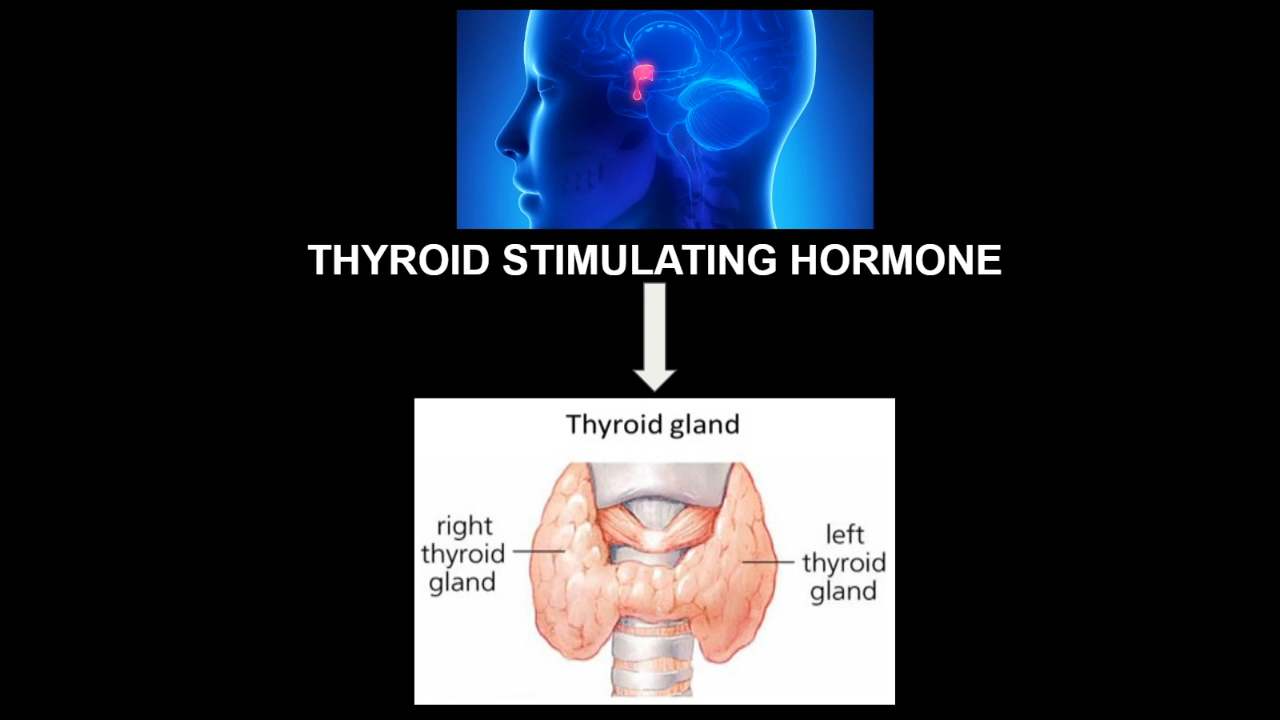 THYROID STIMULATING HORMONE
Thyroid gland
right
thyroid
gland
left
thyroid
gland